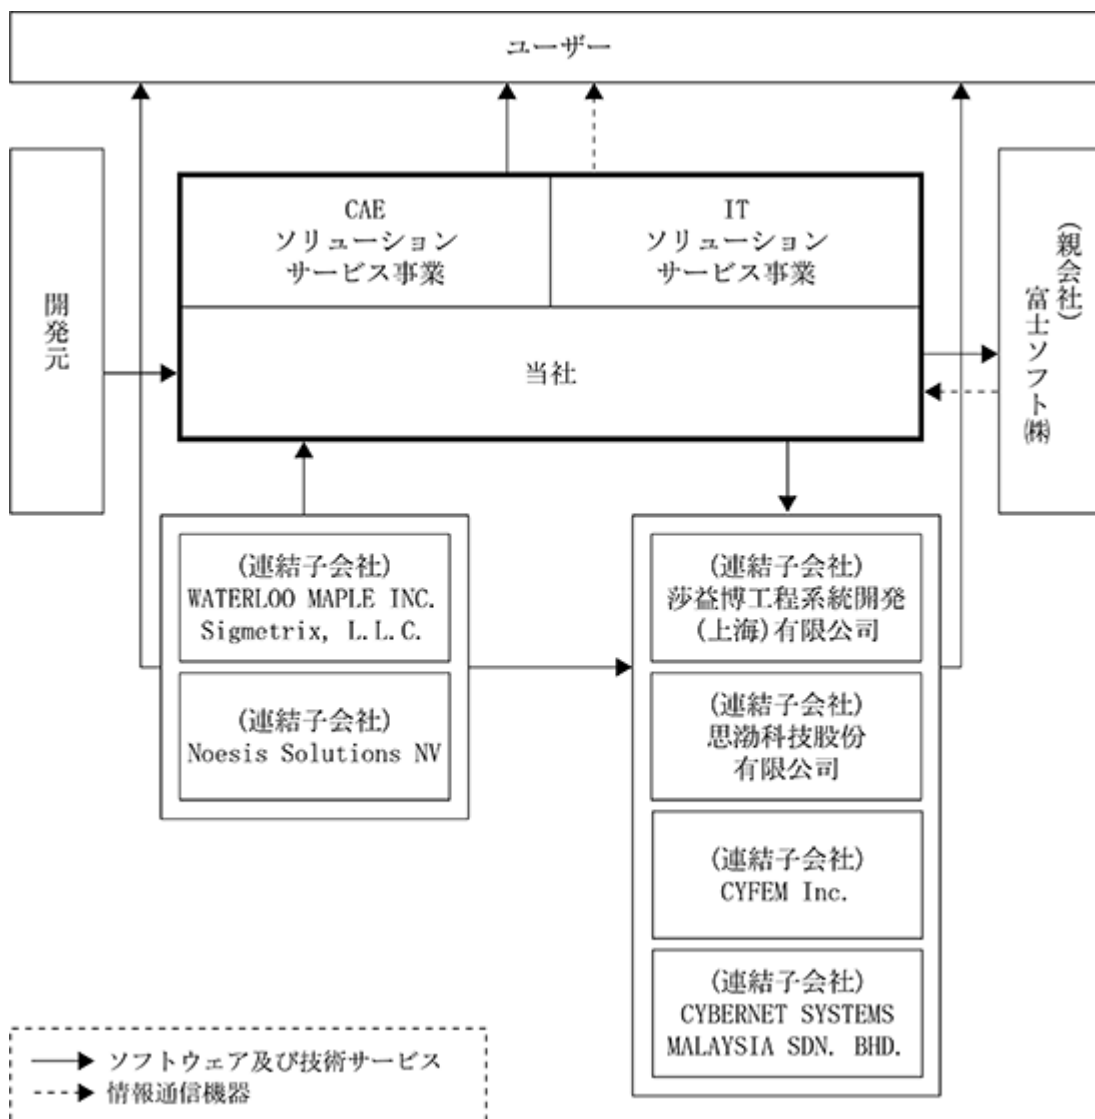 ユーザー
開発元
CAE
ソリューション
サービス事業
IT
ソリューション
サービス事業
当社
(親会社)
富士ソフト㈱
(連結子会社)
WATERLOO MAPLE INC.
Sigmetrix, L.L.C.
(連結子会社)
Noesis Solutions NV
(連結子会社)
莎益博工程系統開発
(上海)有限公司
(連結子会社)
思渤科技股份
有限公司
(連結子会社)
CYFEM Inc.
(連結子会社)
CYBERNET SYSTEMS
MALAYSIA SDN. BHD.
ソフトウェア及び技術サービス
情報通信機器